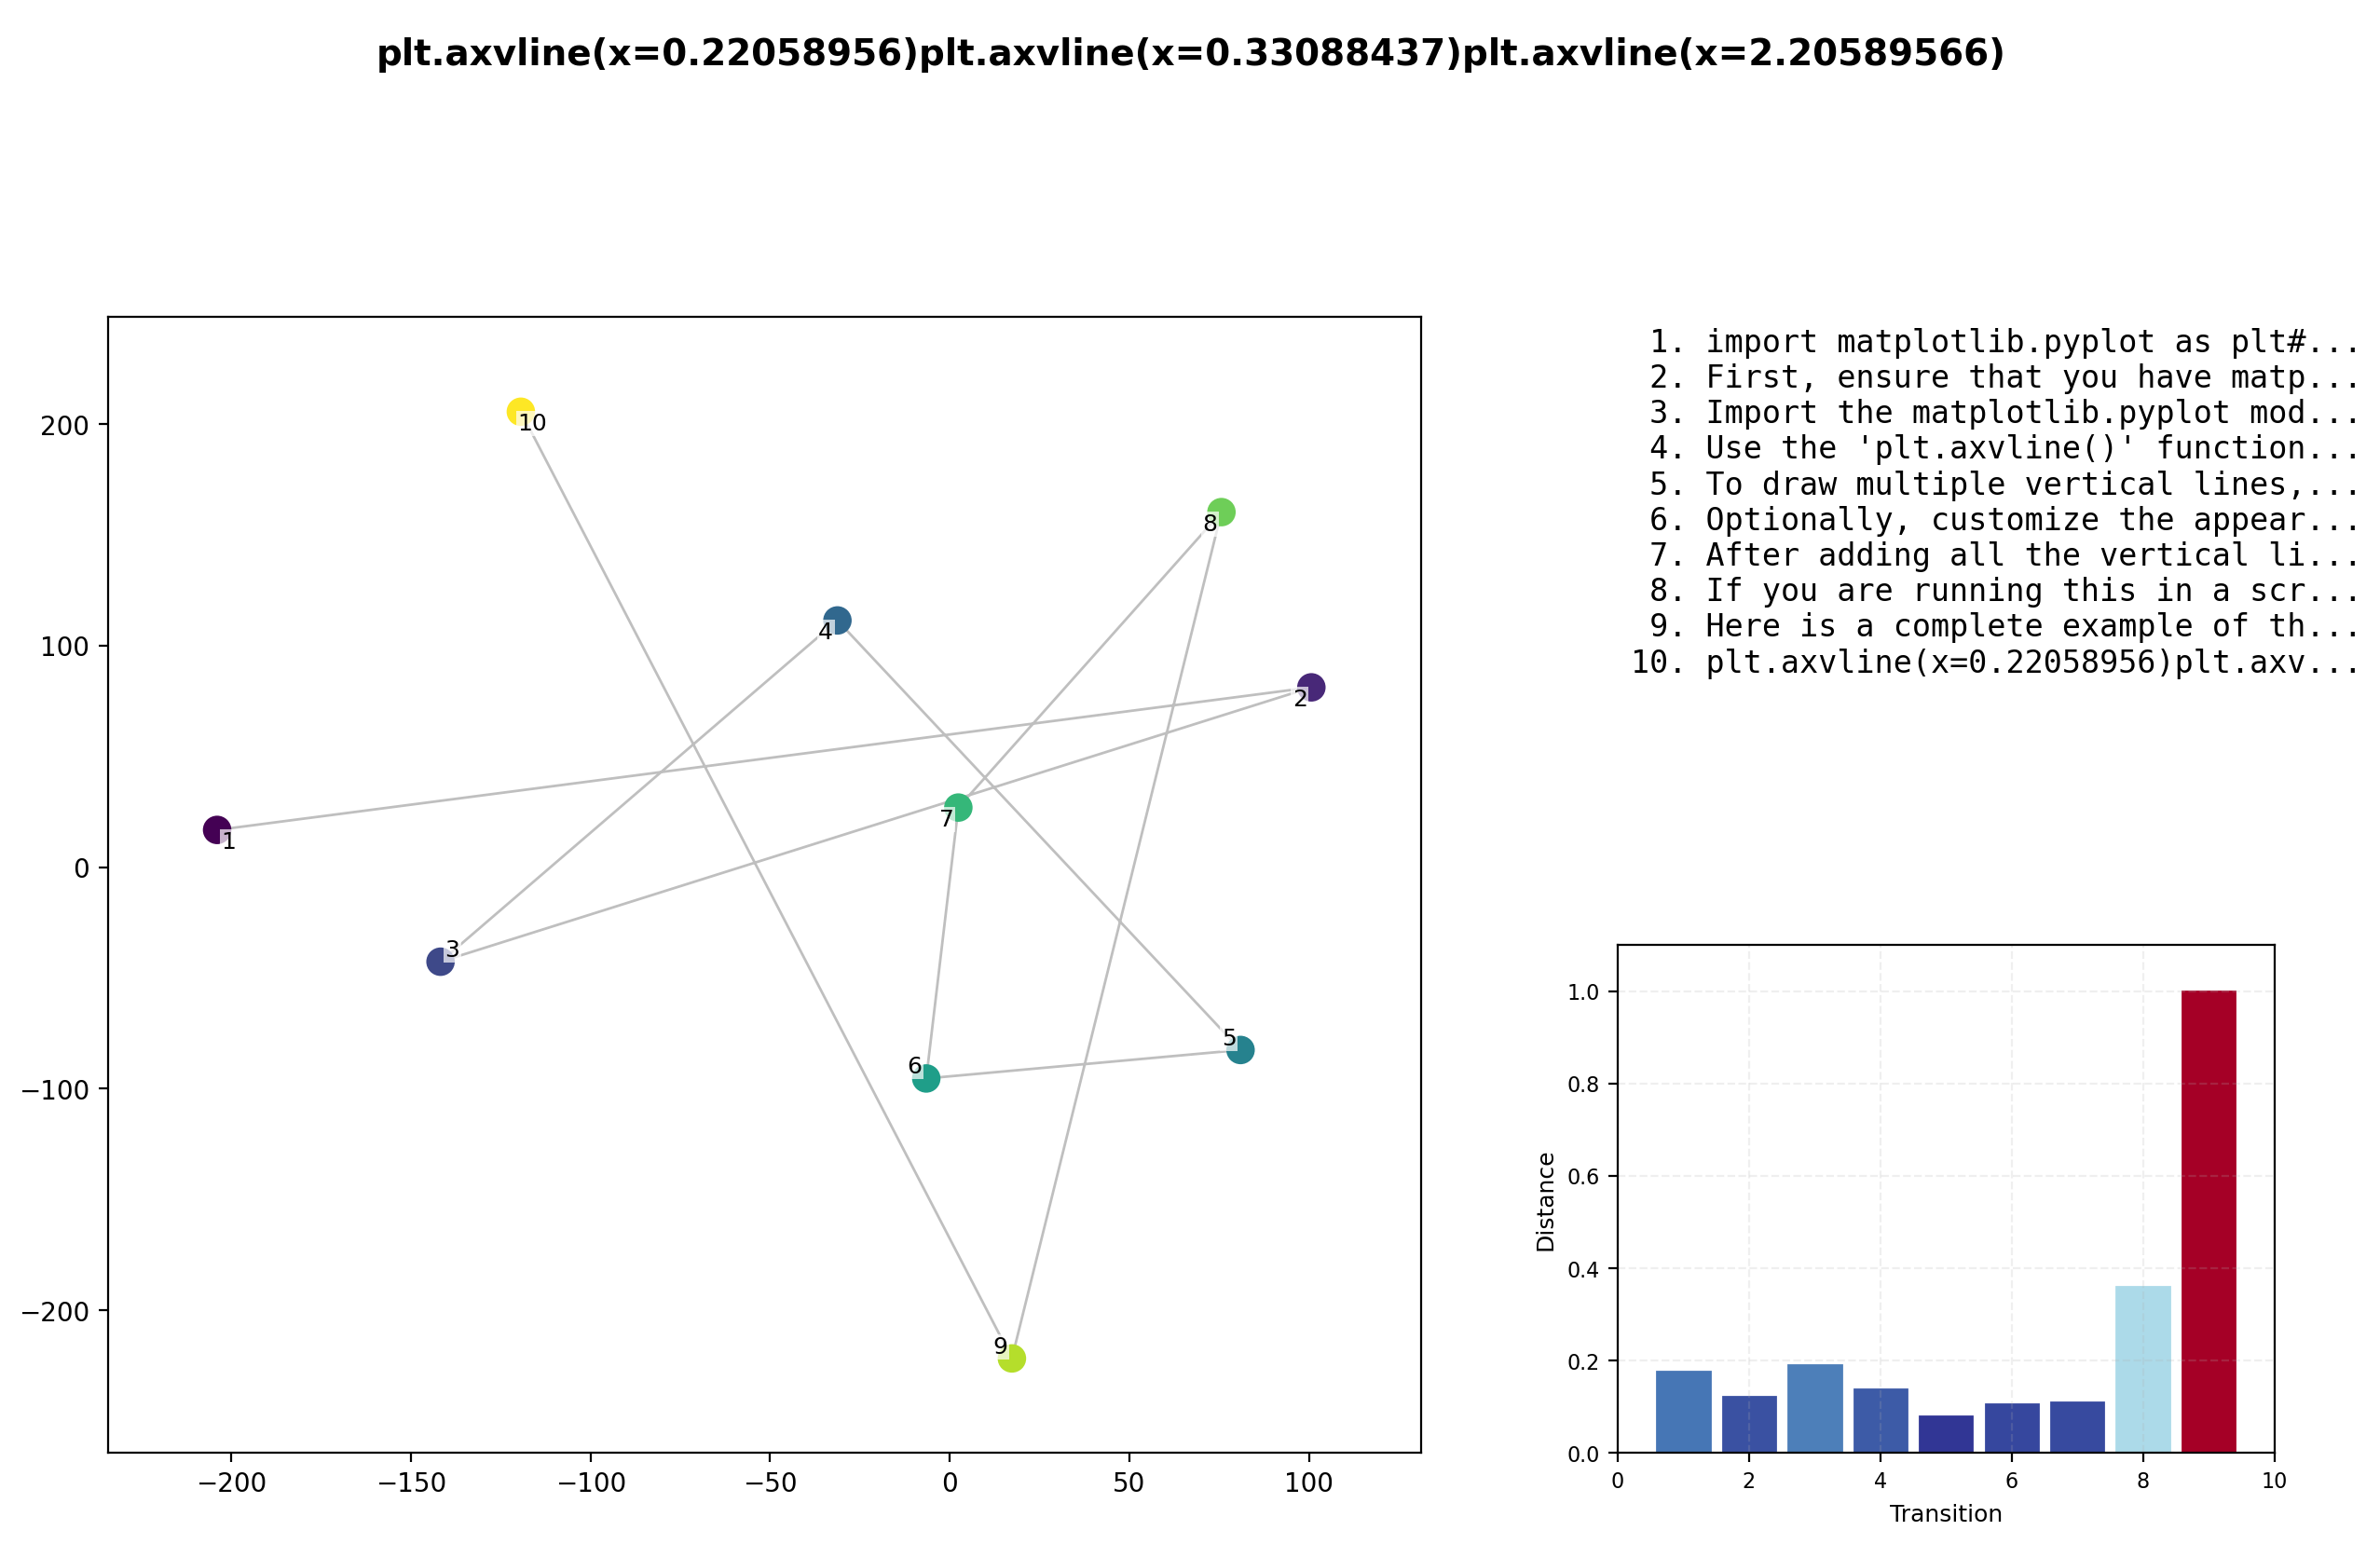 plt.axvline(x=0.22058956)plt.axvline(x=0.33088437)plt.axvline(x=2.20589566)
200
100
0
−100
−200
−200
−150
−100
−50
0
50
100
1
2
3
4
5
6
7
8
9
10
1. import matplotlib.pyplot as plt#...
2. First, ensure that you have matp...
3. Import the matplotlib.pyplot mod...
4. Use the 'plt.axvline()' function...
5. To draw multiple vertical lines,...
6. Optionally, customize the appear...
7. After adding all the vertical li...
8. If you are running this in a scr...
9. Here is a complete example of th...
10. plt.axvline(x=0.22058956)plt.axv...
Distance
1.0
0.8
0.6
0.4
0.2
0.0
0
2
4
6
8
10
Transition